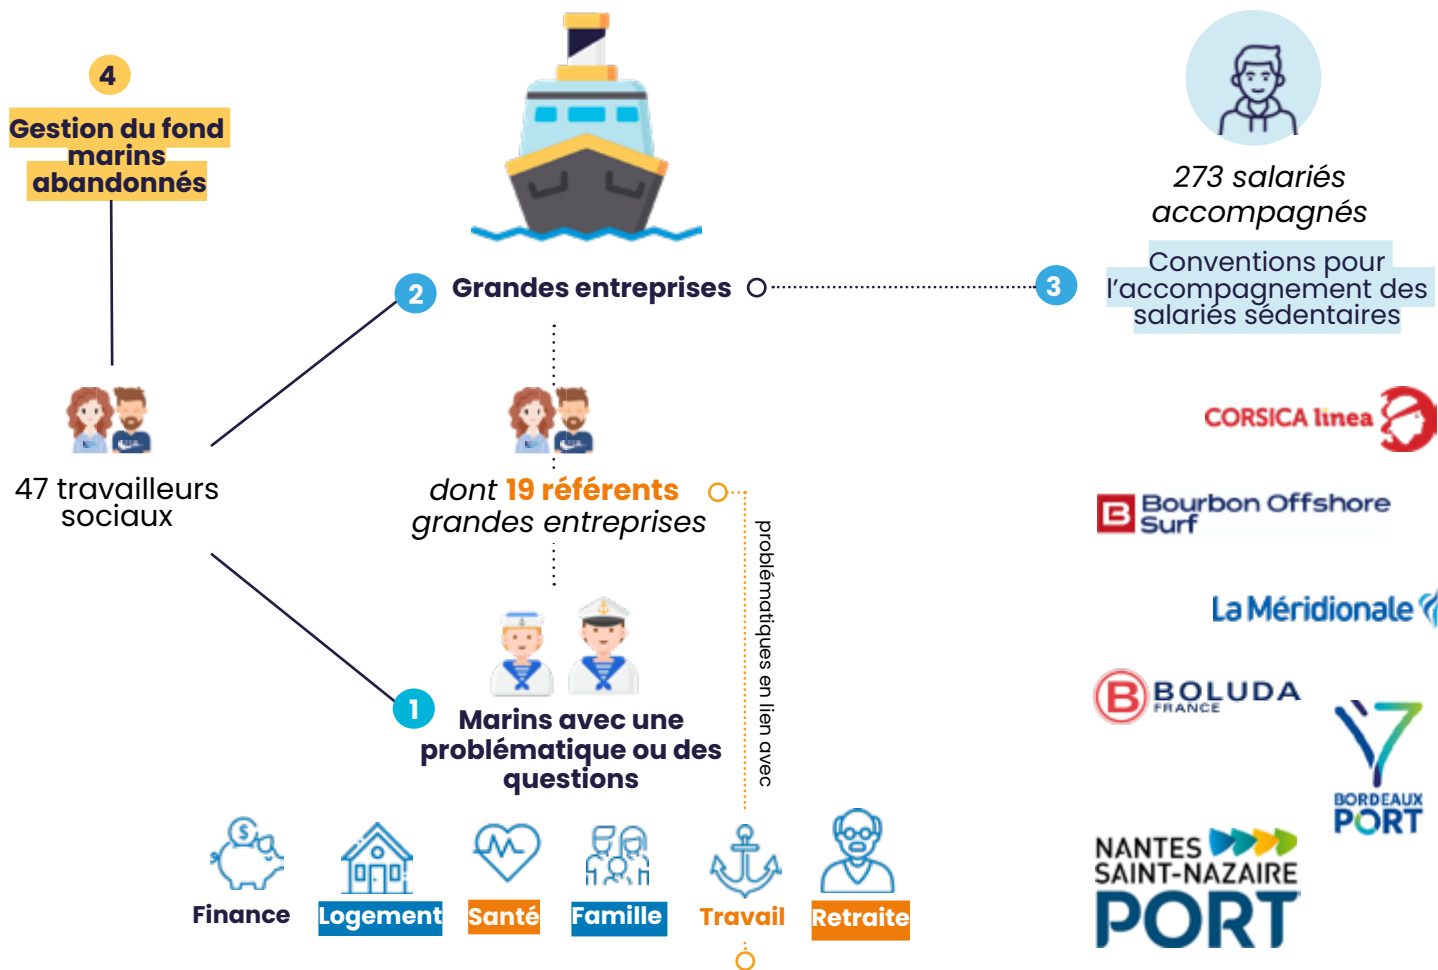 4
Gestion du fond
marins
abandonnés
47 travailleurs
sociaux
2
Grandes entreprises
dont 19 référents
grandes entreprises
problématiques en lien avec
1
Marins avec une
problématique ou des
questions
Finance
Logement
Santé
Famille
Travail
Retraite
3
273 salariés
accompagnés
Conventions pour
l'accompagnement des
salariés sédentaires
CORSICA linea
B Bourbon Offshore
Surf
La Méridionale
B BOLUDA
FRANCE
BORDEAUX
PORT
NANTES
SAINT-NAZAIRE
PORT